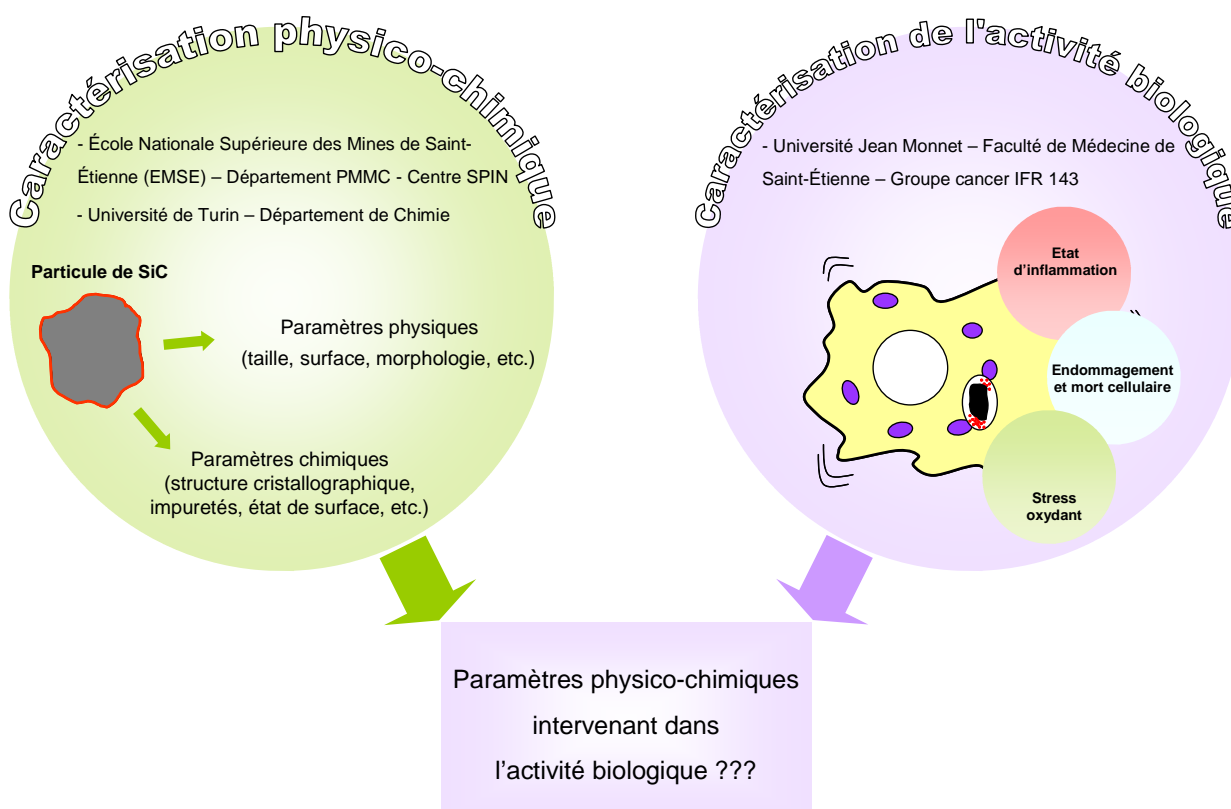 Caractérisation physico-chimique
- École Nationale Supérieure des Mines de Saint-
Étienne (EMSE) – Département PMMC - Centre SPIN
- Université de Turin – Département de Chimie
Particule de SiC
Paramètres physiques
(taille, surface, morphologie, etc.)
Paramètres chimiques
(structure cristallographique,
impuretés, état de surface, etc.)
Caractérisation de l'activité biologique
- Université Jean Monnet – Faculté de Médecine de
Saint-Étienne – Groupe cancer IFR 143
Etat
d'inflammation
Endommagement
et mort cellulaire
Stress
oxydant
Paramètres physico-chimiques
intervenant dans
l'activité biologique ???